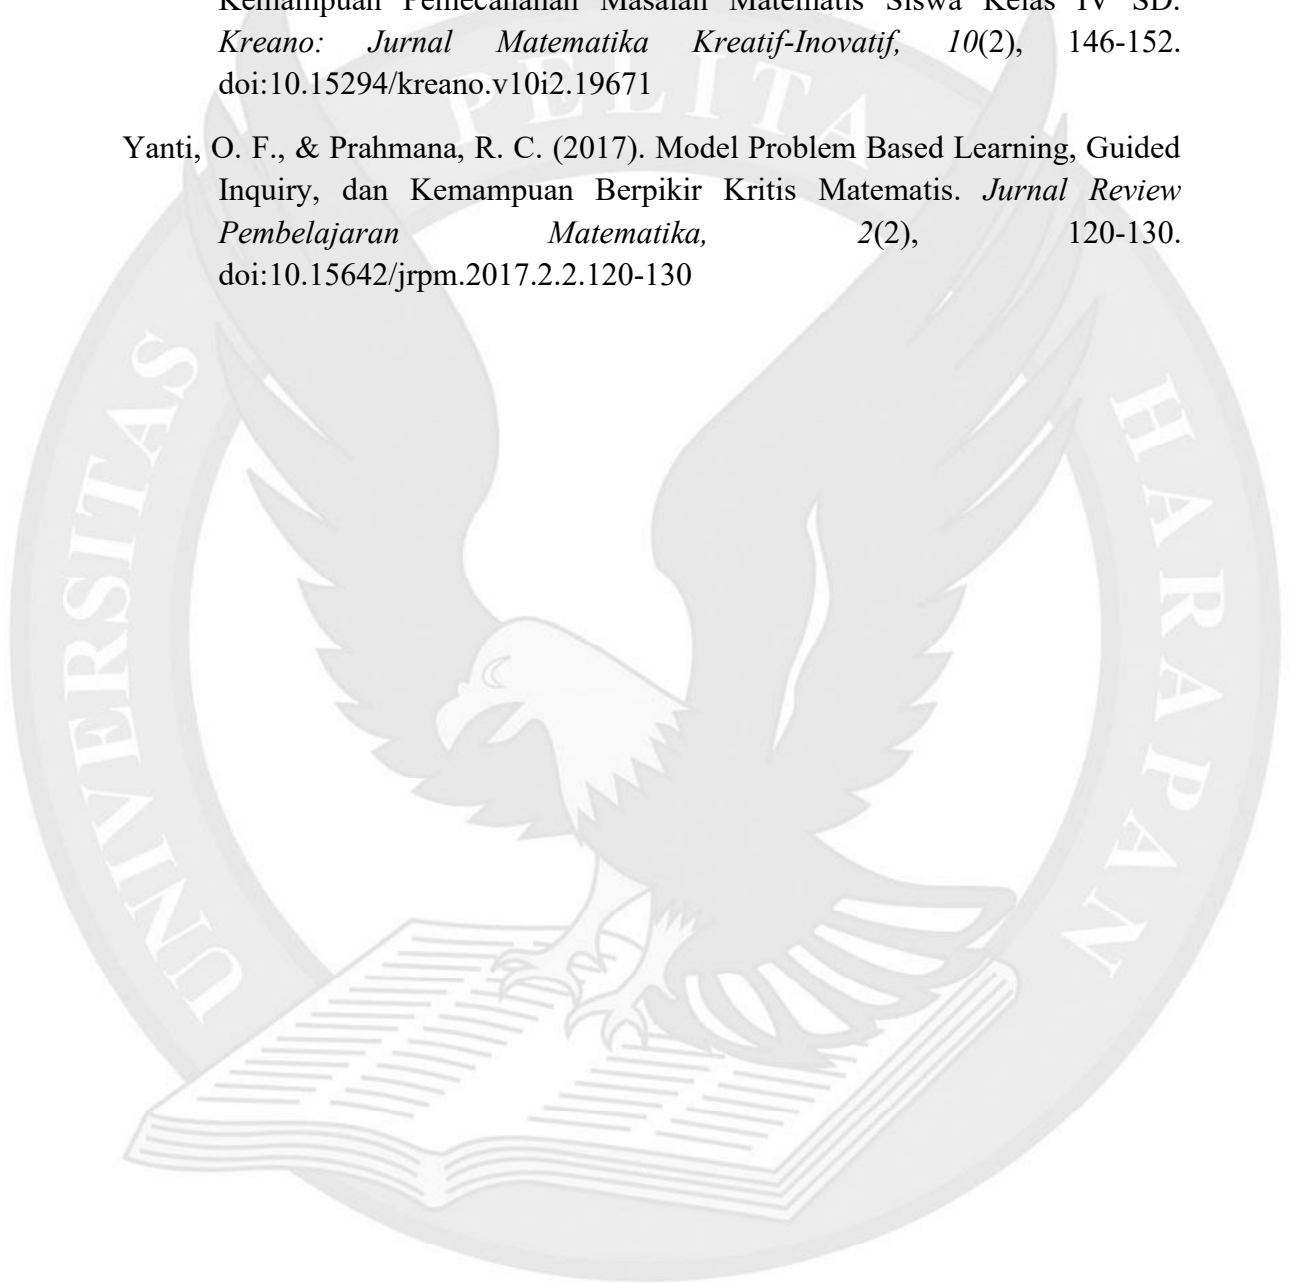 Kemampuan Pemecahahan Masalah Matematis Siswa Kelas IV SD.
Kreano: Jurnal Matematika Kreatif-Inovatif, 10(2), 146-152.
doi:10.15294/kreano.v10i2.19671
Yanti, O. F., & Prahmana, R. C. (2017). Model Problem Based Learning, Guided
Inquiry, dan Kemampuan Berpikir Kritis Matematis. Jurnal Review
Pembelajaran Matematika, 2(2), 120-130.
doi:10.15642/jrpm.2017.2.2.120-130
UNIVERSITAS PELITA HARAPAN